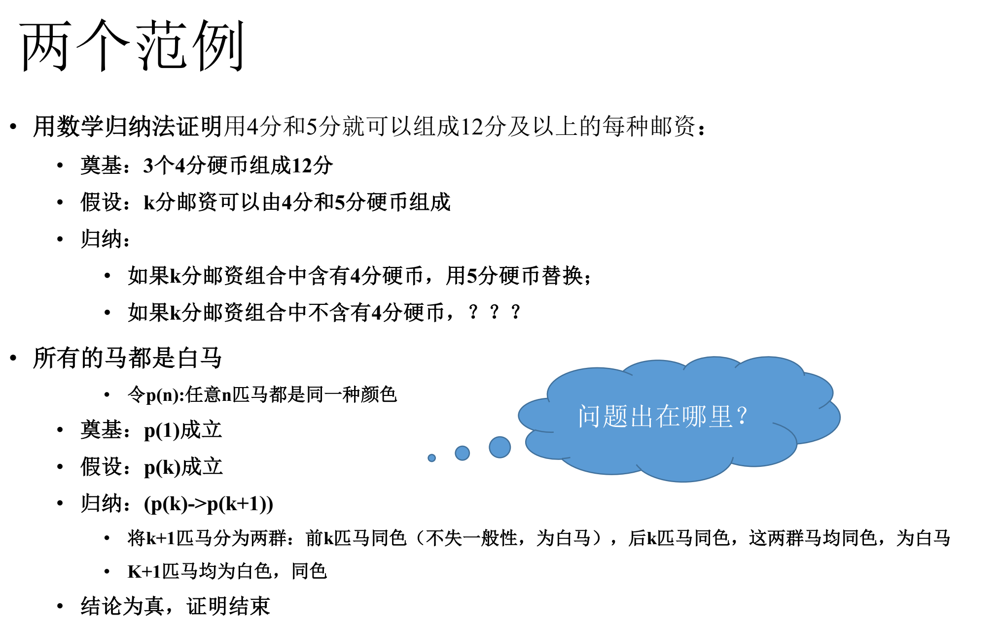 两个范例
• 用数学归纳法证明用4分和5分就可以组成12分及以上的每种邮资：
• 奠基：3个4分硬币组成12分
• 假设：k分邮资可以由4分和5分硬币组成
• 归纳：
• 如果k分邮资组合中含有4分硬币，用5分硬币替换；
• 如果k分邮资组合中不含有4分硬币，？？？
• 所有的马都是白马
• 令p(n):任意n匹马都是同一种颜色
问题出在哪里？
• 奠基：p(1)成立
• 假设：p(k)成立
• 归纳：(p(k)->p(k+1))
• 将k+1匹马分为两群：前k匹马同色（不失一般性，为白马），后k匹马同色，这两群马均同色，为白马
• K+1匹马均为白色，同色
• 结论为真，证明结束